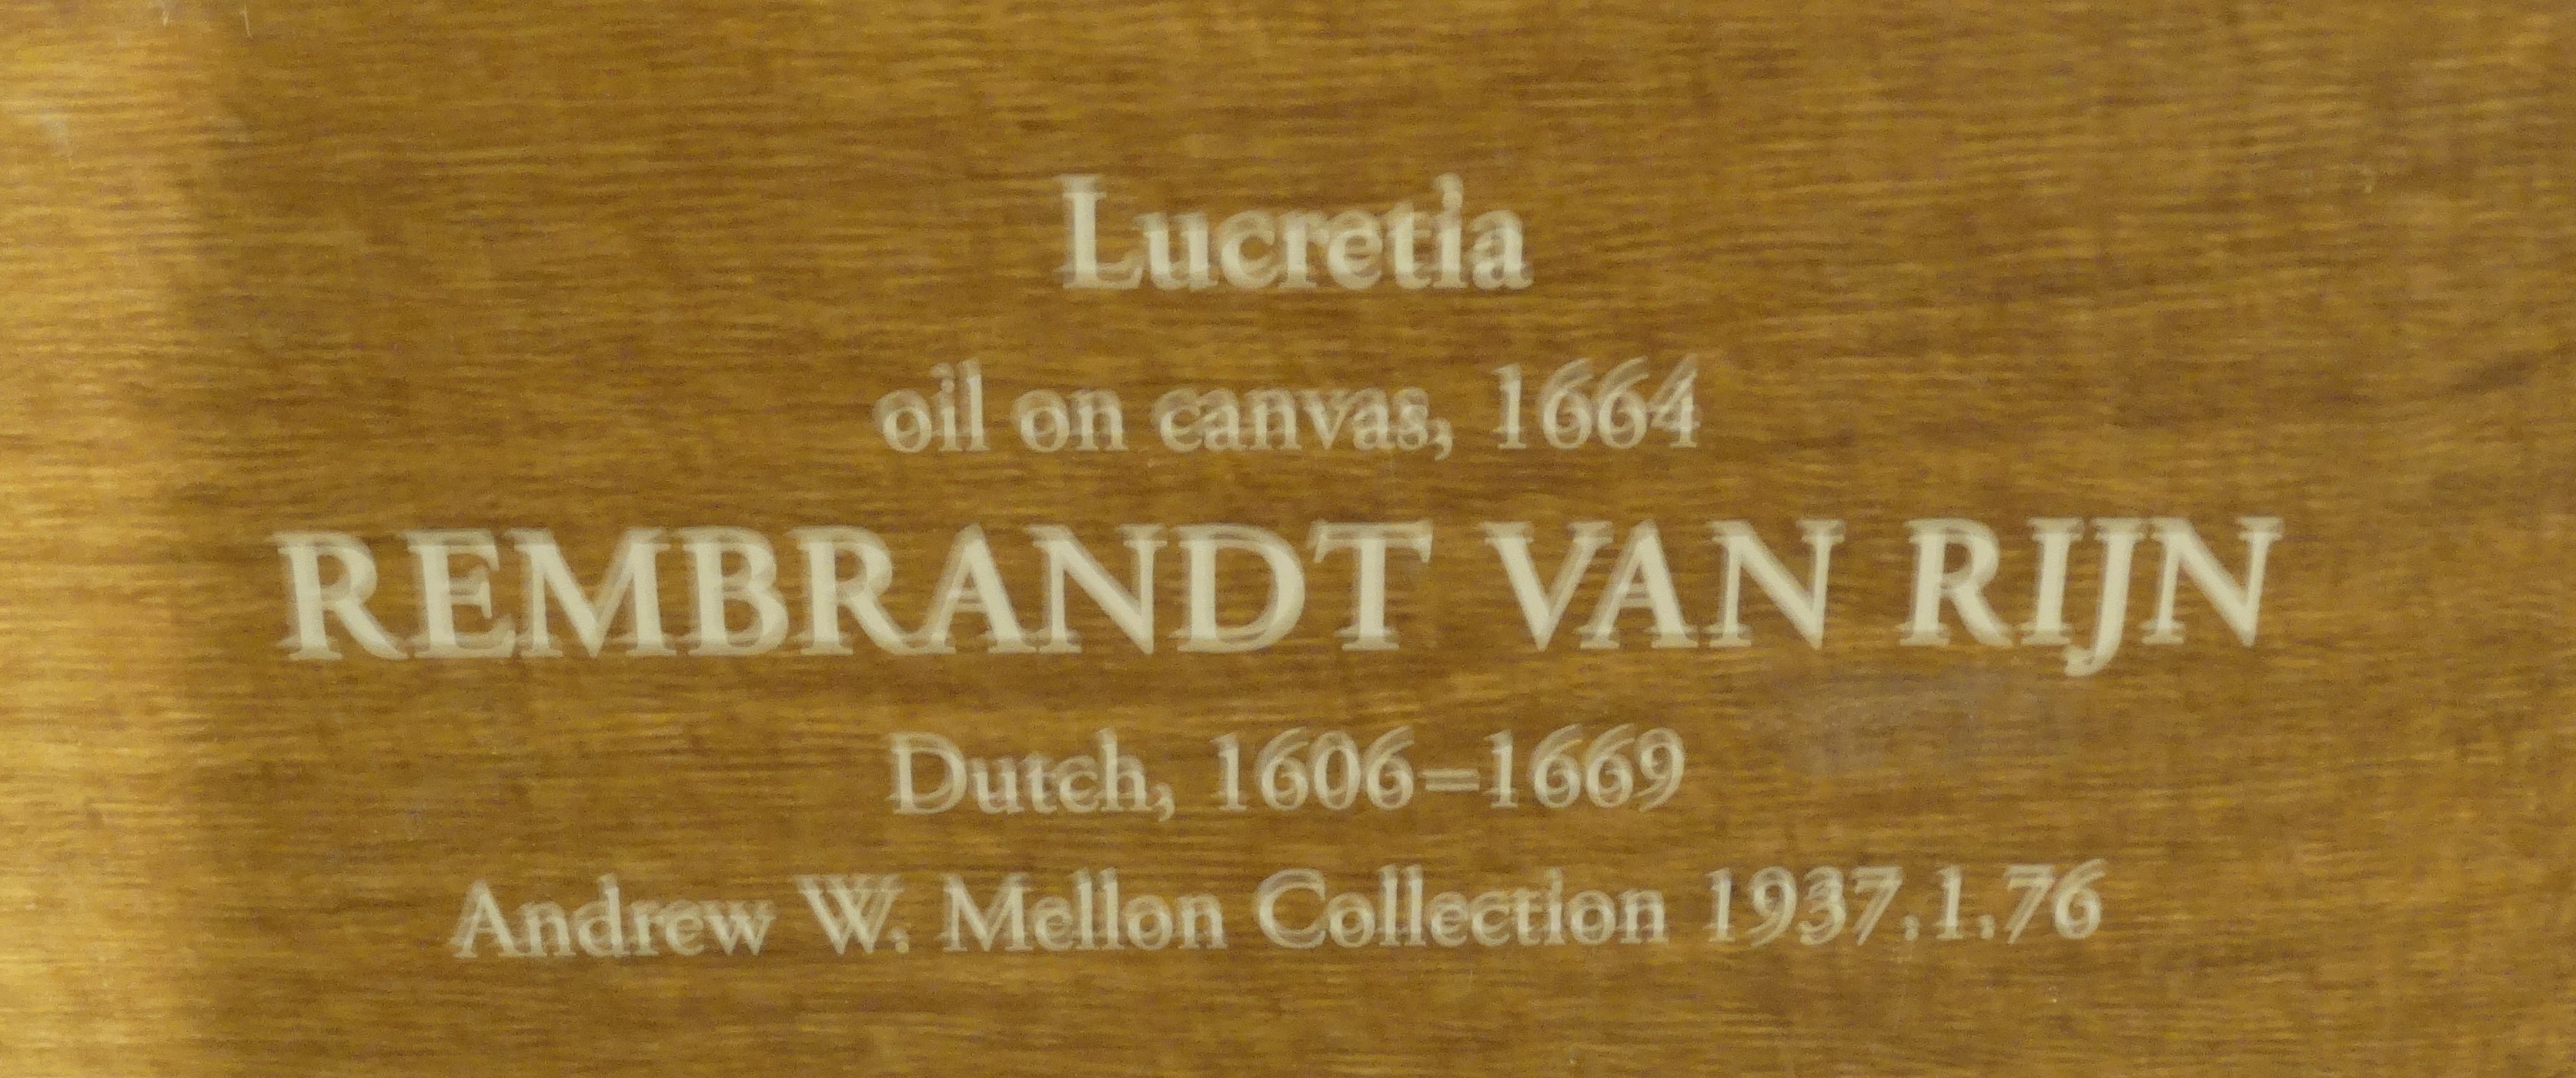 Lucretia
oil on canvas, 1664
REMBRANDT VAN RIJN
Dutch, 1606–1669
Andrew W. Mellon Collection 1937.1.76